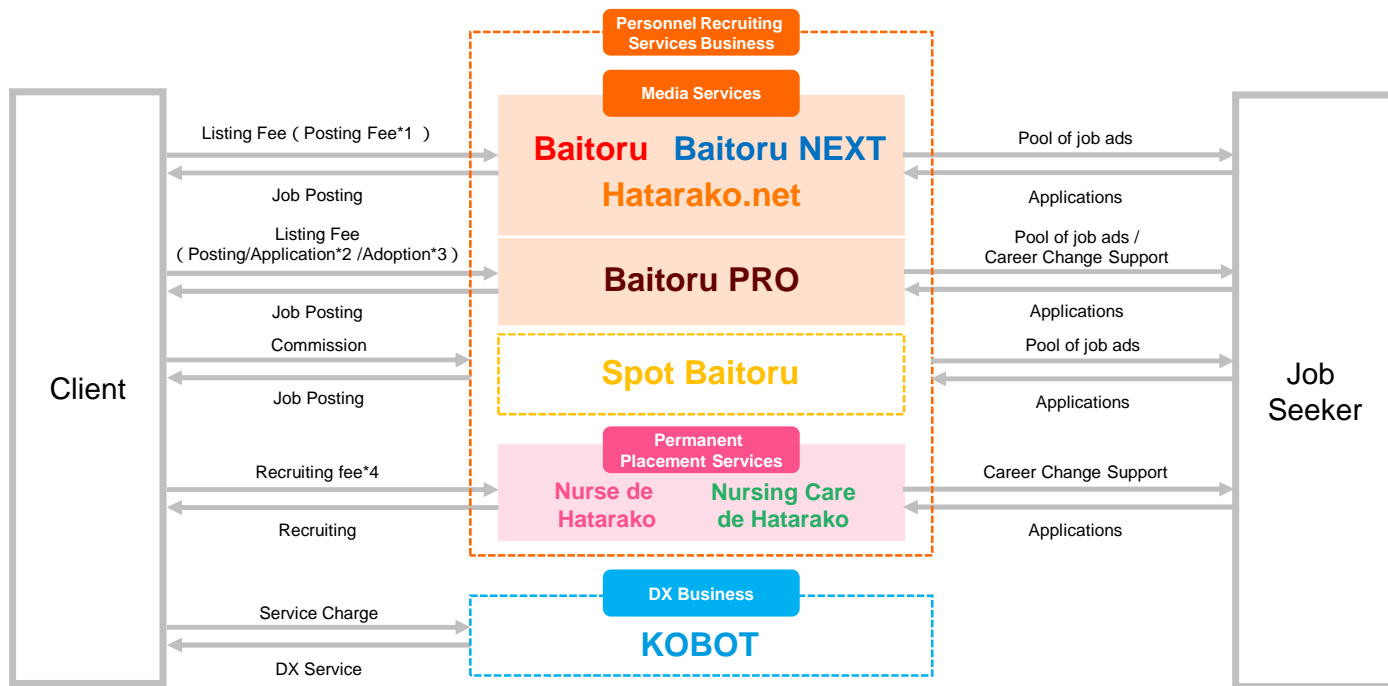 Personnel Recruiting
Services Business
Media Services
Listing Fee ( Posting Fee*1 )
Job Posting
Baitoru Baitoru NEXT
Hatarako.net
Pool of job ads
Applications
Listing Fee
( Posting/Application*2 /Adoption*3 )
Job Posting
Baitoru PRO
Pool of job ads /
Career Change Support
Applications
Commission
Job Posting
Spot Baitoru
Pool of job ads
Applications
Client
Job
Seeker
Permanent
Placement Services
Recruiting fee*4
Recruiting
Nurse de
Hatarako
Nursing Care
de Hatarako
Career Change Support
Applications
DX Business
Service Charge
DX Service
KOBOT